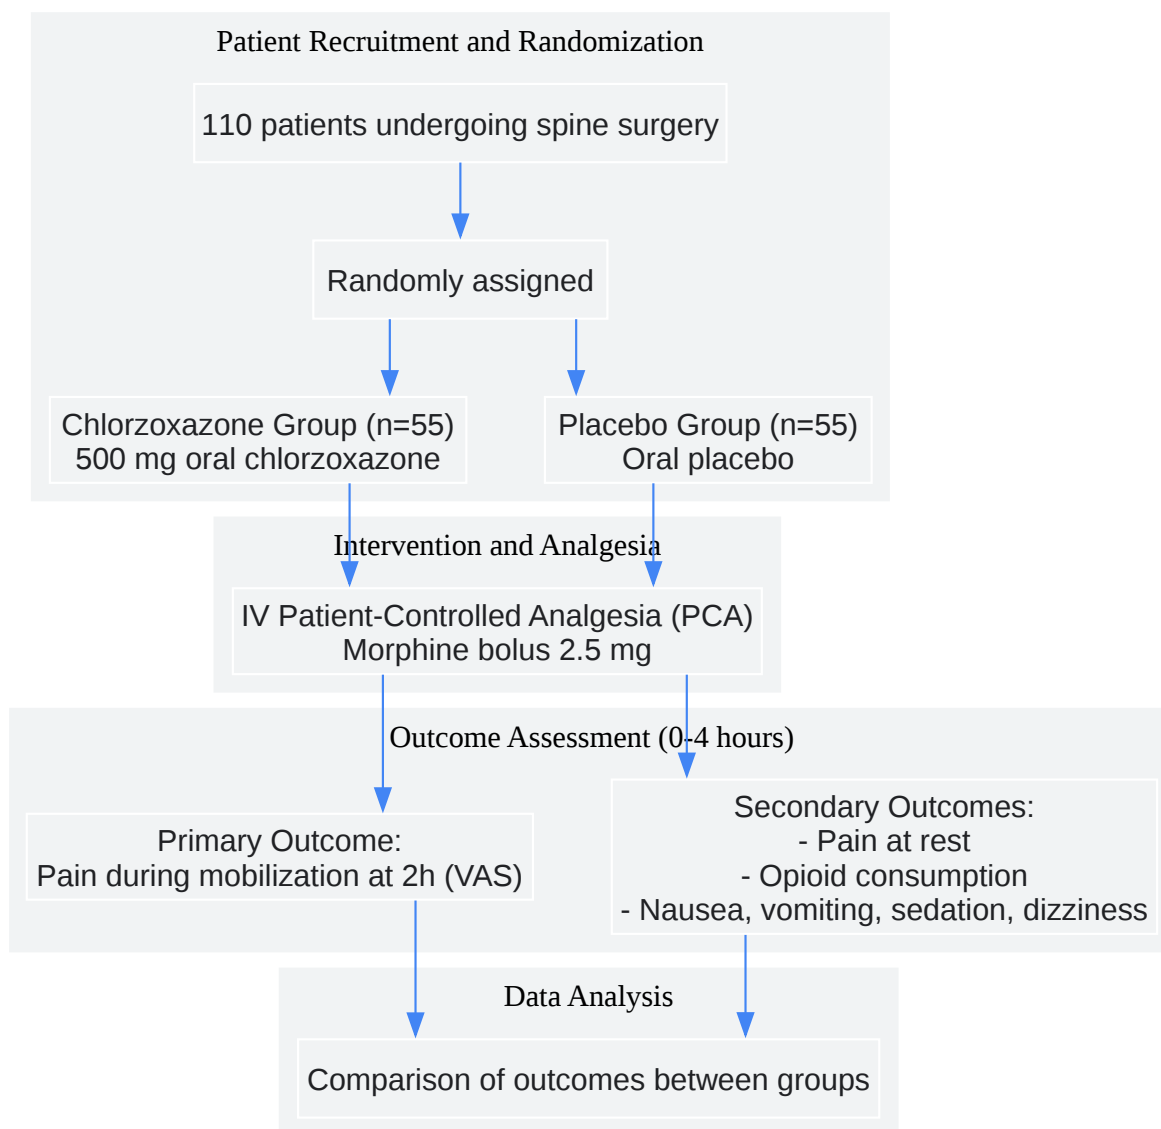 Patient Recruitment and Randomization
110 patients undergoing spine surgery
Randomly assigned
Chlorzoxazone Group (n=55)
500 mg oral chlorzoxazone
Placebo Group (n=55)
Oral placebo
Intervention and Analgesia
IV Patient-Controlled Analgesia (PCA)
Morphine bolus 2.5 mg
Outcome Assessment (0-4 hours)
Primary Outcome:
Pain during mobilization at 2h (VAS)
Secondary Outcomes:
- Pain at rest
- Opioid consumption
- Nausea, vomiting, sedation, dizziness
Data Analysis
Comparison of outcomes between groups